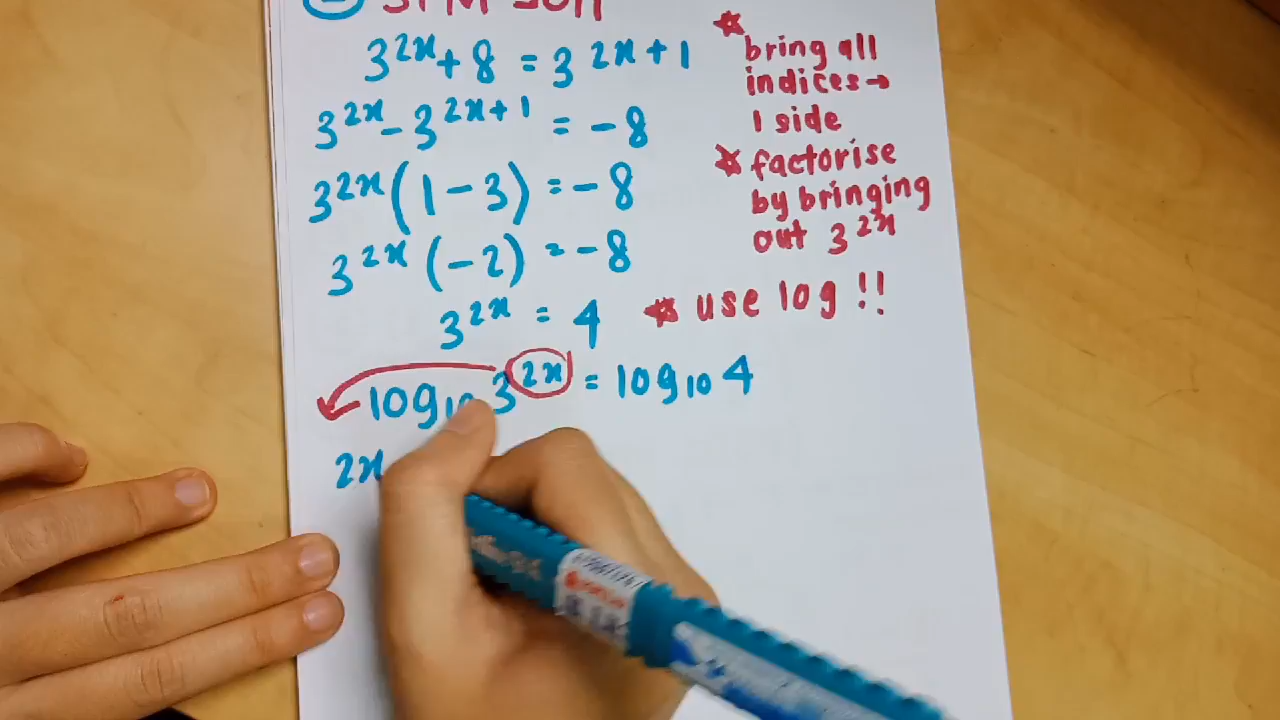 SPM 2011
3^{2x} + 8 = 3^{2x+1}
3^{2x} - 3^{2x+1} = -8
3^{2x}(1 - 3) = -8
3^{2x}(-2) = -8
3^{2x} = 4
log₁₀ 3^{2x} = log₁₀ 4
2x
☆ bring all
indices →
1 side
☆ factorise
by bringing
out 3^{2x}
☆ use log !!